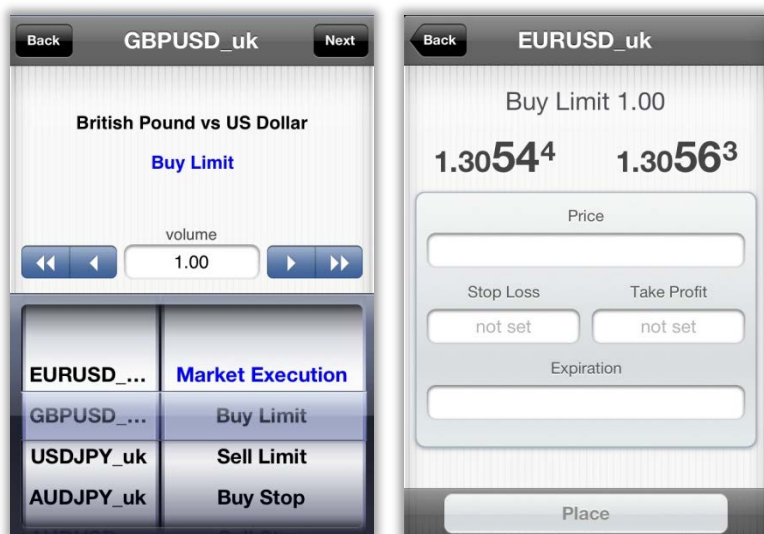 Back GBPUSD_uk Next
British Pound vs US Dollar
Buy Limit
volume
1.00
EURUSD_... Market Execution
GBPUSD_... Buy Limit
USDJPY_uk Sell Limit
AUDJPY_uk Buy Stop
Back EURUSD_uk
Buy Limit 1.00
1.30544 1.30563
Price
Stop Loss Take Profit
not set not set
Expiration
Place